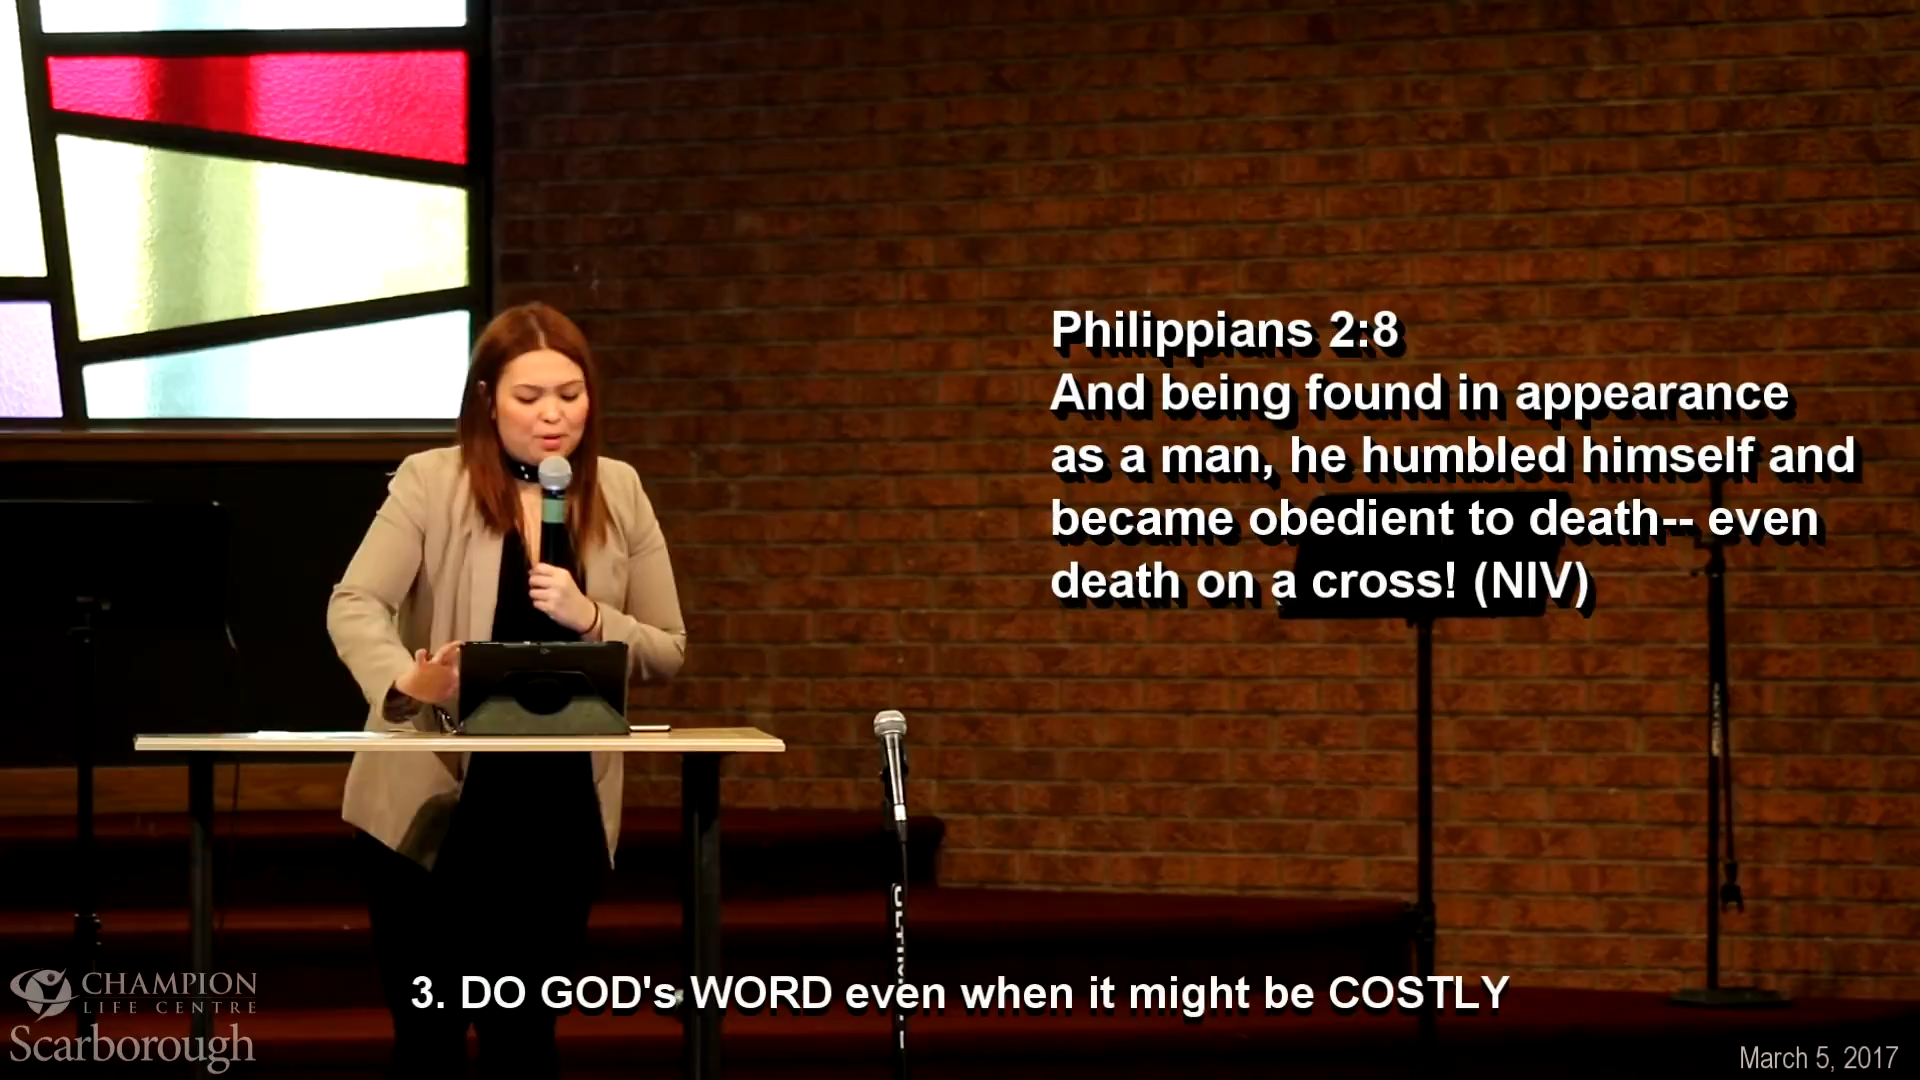 Philippians 2:8
And being found in appearance
as a man, he humbled himself and
became obedient to death-- even
death on a cross! (NIV)
3. DO GOD's WORD even when it might be COSTLY
CHAMPION
LIFE CENTRE
Scarborough
March 5, 2017